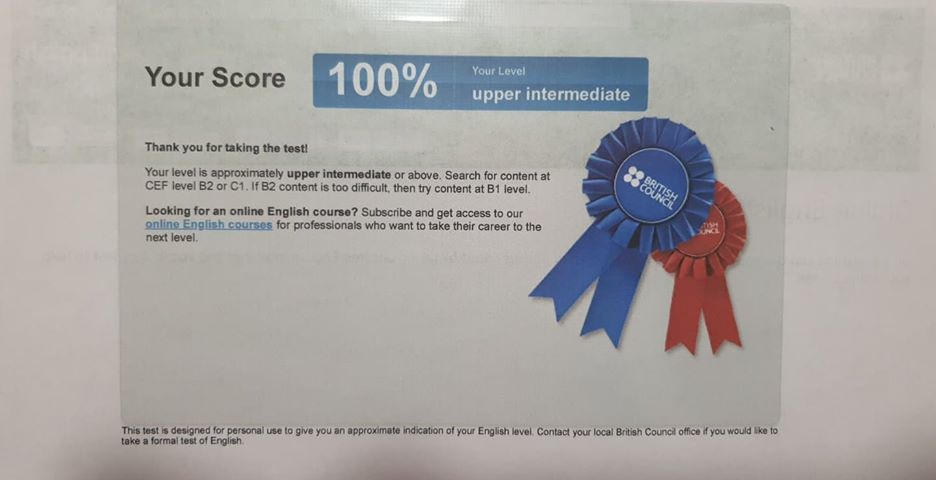 Your Score
100%
Your Level
upper intermediate
Thank you for taking the test!
Your level is approximately upper intermediate or above. Search for content at
CEF level B2 or C1. If B2 content is too difficult, then try content at B1 level.
Looking for an online English course? Subscribe and get access to our
online English courses for professionals who want to take their career to the
next level.
BRITISH
COUNCIL
This test is designed for personal use to give you an approximate indication of your English level. Contact your local British Council office if you would like to
take a formal test of English.